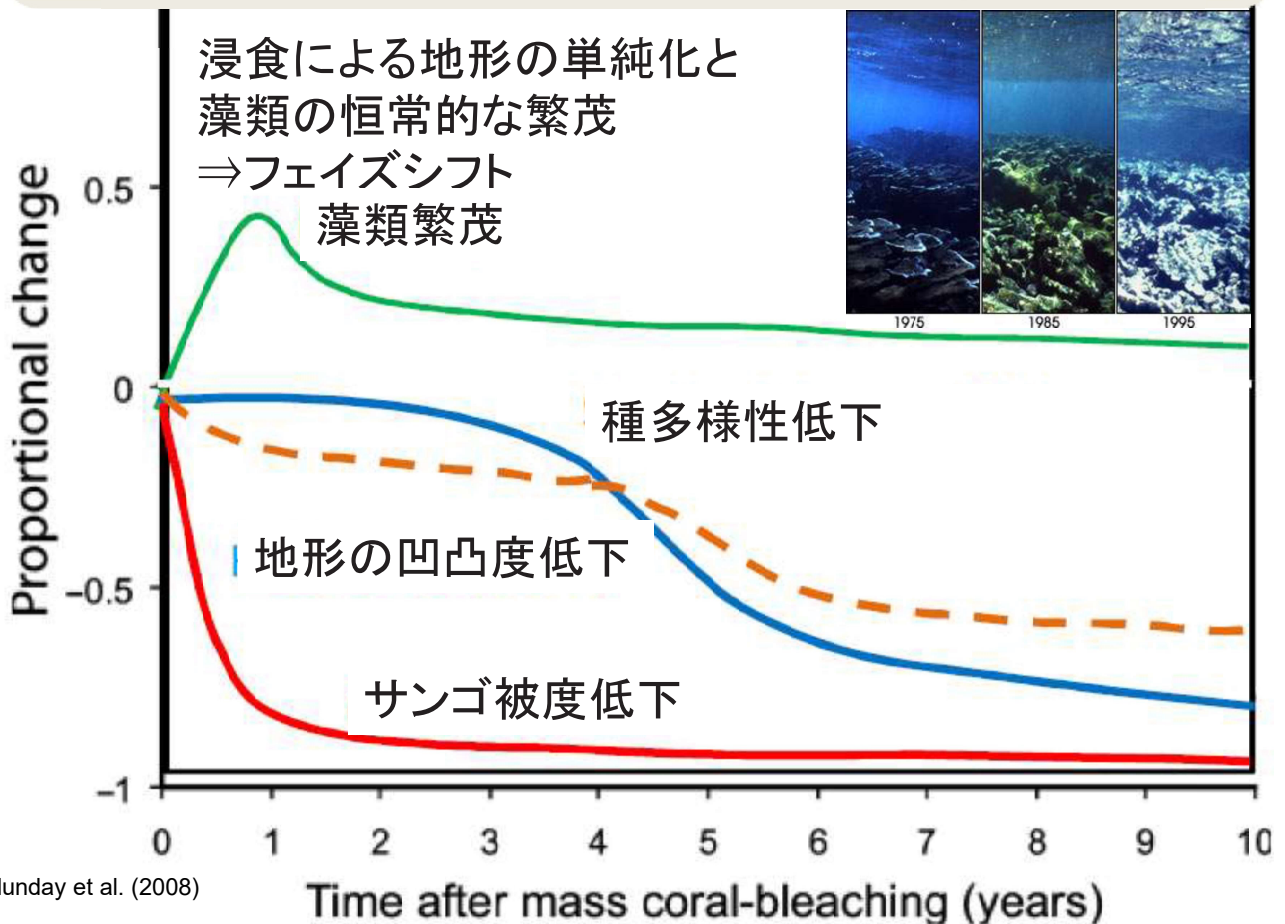 浸食による地形の単純化と
藻類の恒常的な繁茂
⇒フェイズシフト
藻類繁茂
1975
1985
1995
Proportional change
0.5
0
−0.5
−1
種多様性低下
地形の凹凸度低下
サンゴ被度低下
0 1 2 3 4 5 6 7 8 9 10
unday et al. (2008)
Time after mass coral-bleaching (years)